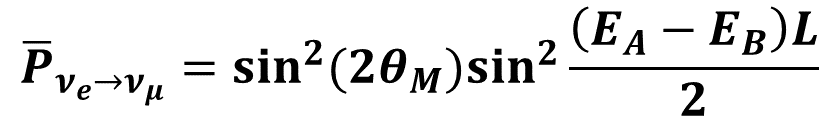 P̅_{ν_e→ν_μ} = sin²(2θ_M)sin² (E_A − E_B)L / 2